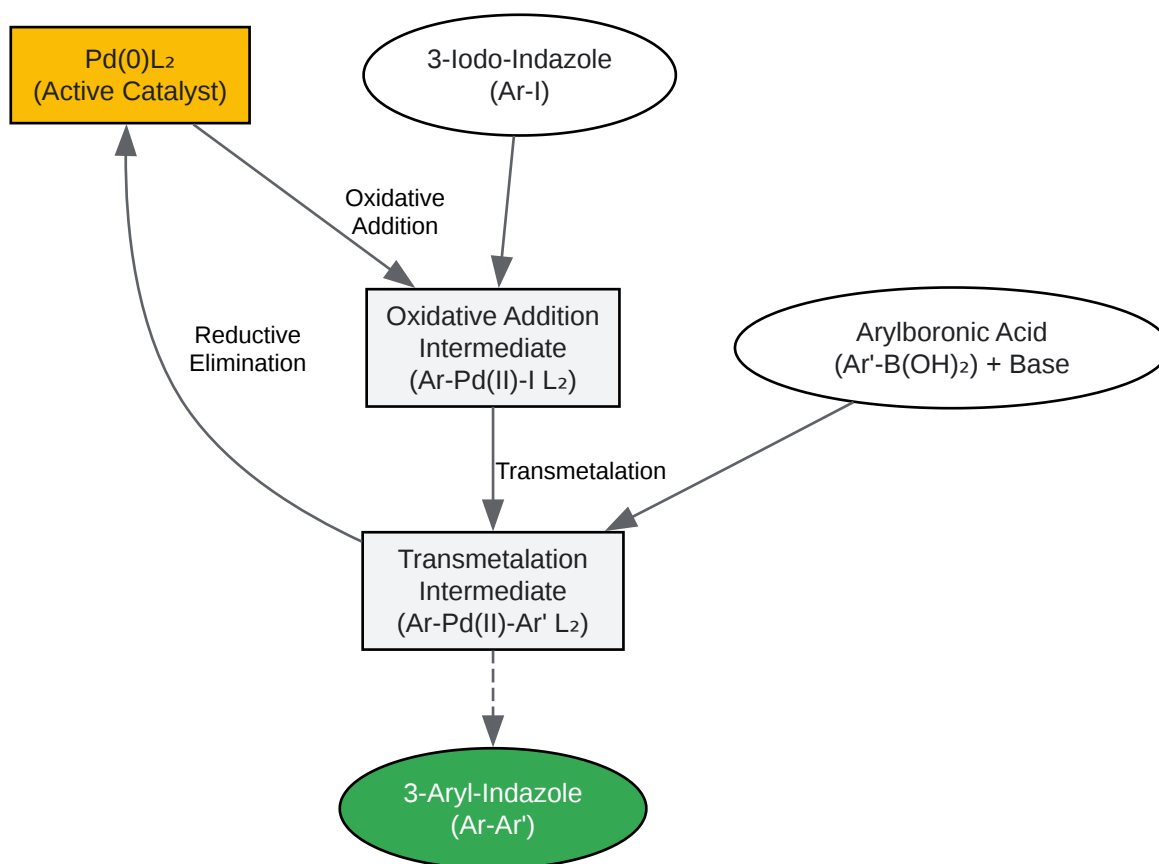 Pd(0)L₂
(Active Catalyst)
3-Iodo-Indazole
(Ar-I)
Oxidative
Addition
Oxidative Addition
Intermediate
(Ar-Pd(II)-I L₂)
Reductive
Elimination
Arylboronic Acid
(Ar'-B(OH)₂) + Base
Transmetalation
Transmetalation
Intermediate
(Ar-Pd(II)-Ar' L₂)
3-Aryl-Indazole
(Ar-Ar')